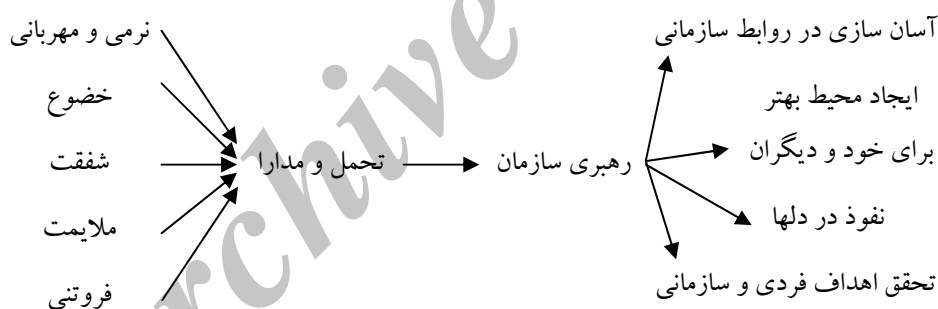 نرمی و مهربانی
خضوع
شفقت
ملایمت
فروتنی
تحمل و مدارا
رهبری سازمان
آسان سازی در روابط سازمانی
ایجاد محیط بهتر
برای خود و دیگران
نفوذ در دلها
تحقق اهداف فردی و سازمانی
rchive